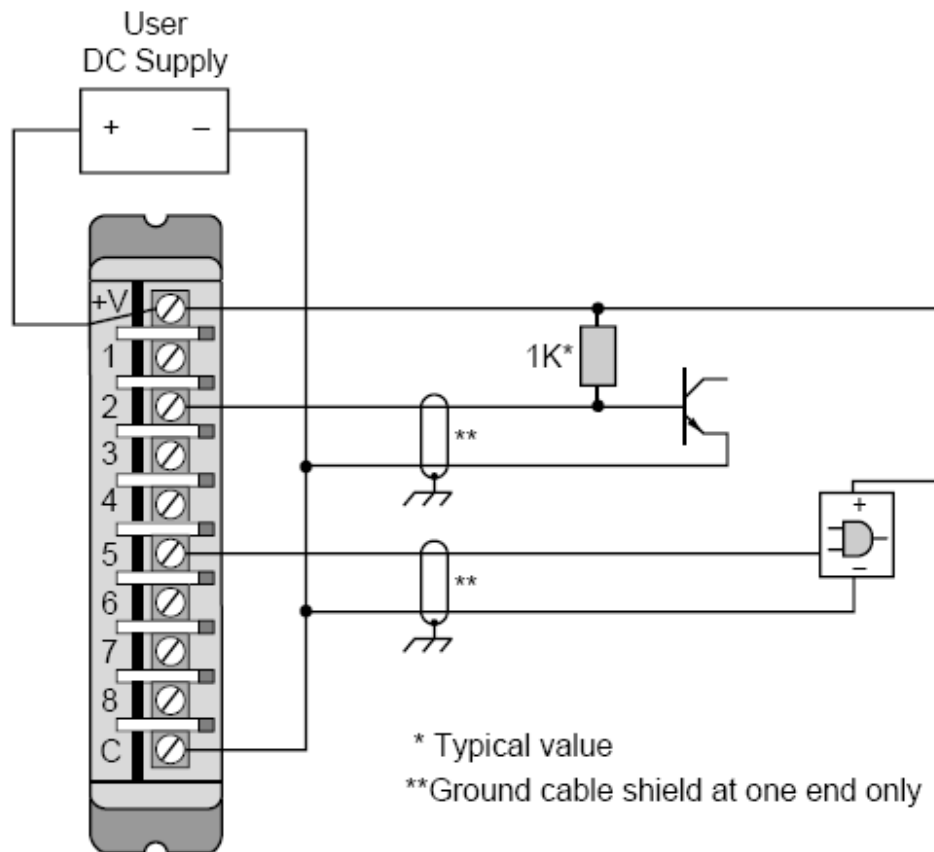 User
DC Supply
+ –
+V
1
1K*
2
**
3
4
+
5
–
**
6
7
8
* Typical value
C
**Ground cable shield at one end only